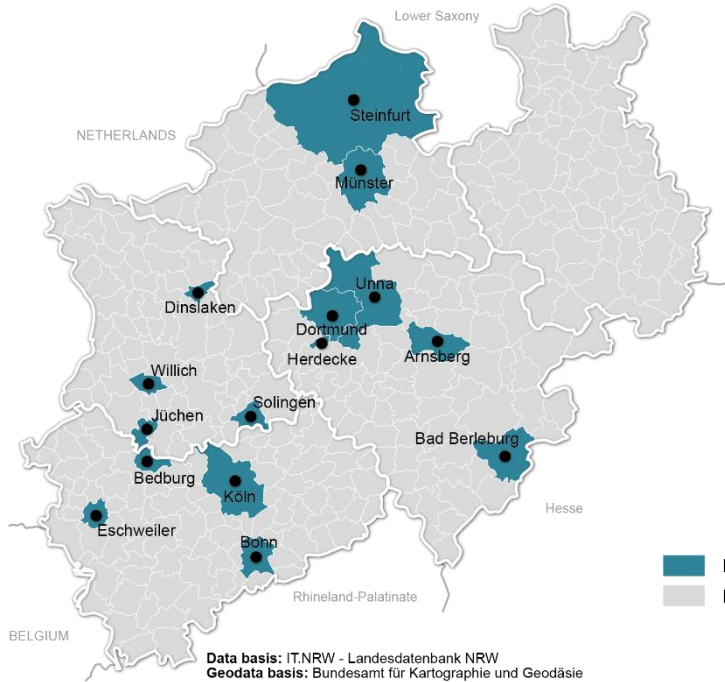 Lower Saxony
Steinfurt
NETHERLANDS
Münster
Unna
Dinslaken
Dortmund
Herdecke
Arnsberg
Willich
Solingen
Jüchen
Bad Berleburg
Bedburg
Köln
Eschweiler
Hesse
Bonn
Rhineland-Palatinate
BELGIUM
Data basis: IT.NRW - Landesdatenbank NRW
Geodata basis: Bundesamt für Kartographie und Geodäsie